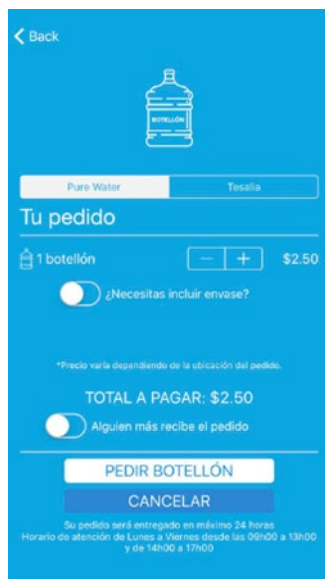 Back
BOTELLÓN
Pure Water
Tesalia
Tu pedido
1 botellón
− +
$2.50
¿Necesitas incluir envase?
*Precio varía dependiendo de la ubicación del pedido.
TOTAL A PAGAR: $2.50
Alguien más recibe el pedido
PEDIR BOTELLÓN
CANCELAR
Su pedido será entregado en máximo 24 horas
Horario de atención de Lunes a Viernes desde las 09h00 a 13h00
y de 14h00 a 17h00